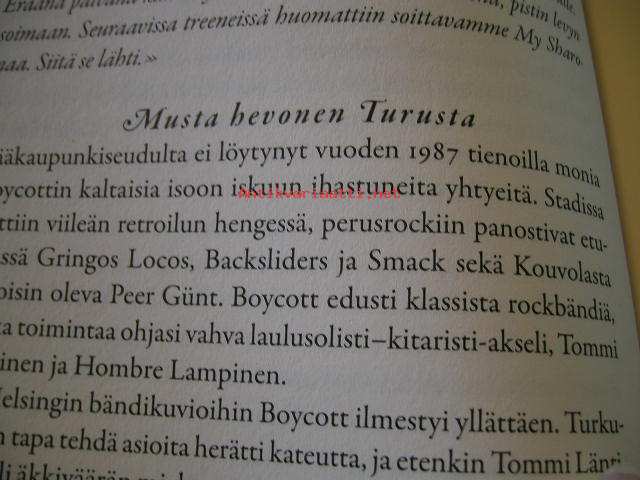 Eräänä päivänä pistin levyn
soimaan. Seuraavissa treeneissä huomattiin soittavamme My Sharo
naa. Siitä se lähti.»
Musta hevonen Turusta
ääkaupunkiseudulta ei löytynyt vuoden 1987 tienoilla monia
oycottin kaltaisia isoon iskuun ihastuneita yhtyeitä. Stadissa
ttiin viileän retroilun hengessä, perusrockiin panostivat etu-
ssä Gringos Locos, Backsliders ja Smack sekä Kouvolasta
oisin oleva Peer Günt. Boycott edusti klassista rockbändiä,
ta toimintaa ohjasi vahva laulusolisti–kitaristi-akseli, Tommi
inen ja Hombre Lampinen.
Helsingin bändikuvioihin Boycott ilmestyi yllättäen. Turku-
n tapa tehdä asioita herätti kateutta, ja etenkin Tommi Länti